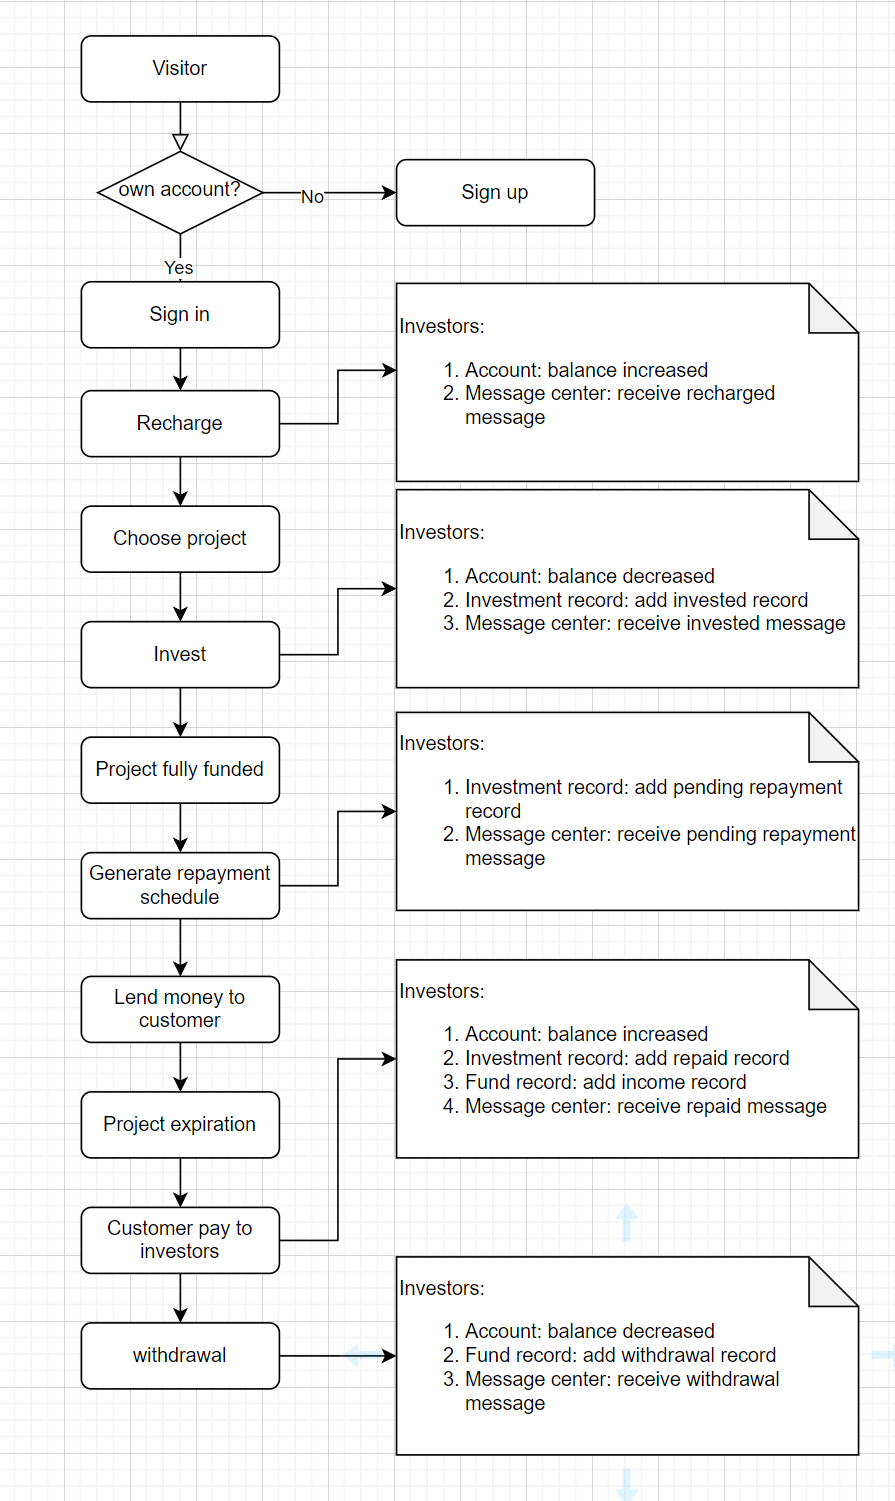 Visitor
own account?
No
Sign up
Yes
Sign in
Investors:
1. Account: balance increased
2. Message center: receive recharged
message
Recharge
Investors:
1. Account: balance decreased
2. Investment record: add invested record
3. Message center: receive invested message
Choose project
Invest
Investors:
1. Investment record: add pending repayment
record
2. Message center: receive pending repayment
message
Project fully funded
Generate repayment
schedule
Investors:
1. Account: balance increased
2. Investment record: add repaid record
3. Fund record: add income record
4. Message center: receive repaid message
Lend money to
customer
Project expiration
Customer pay to
investors
Investors:
1. Account: balance decreased
2. Fund record: add withdrawal record
3. Message center: receive withdrawal
message
withdrawal